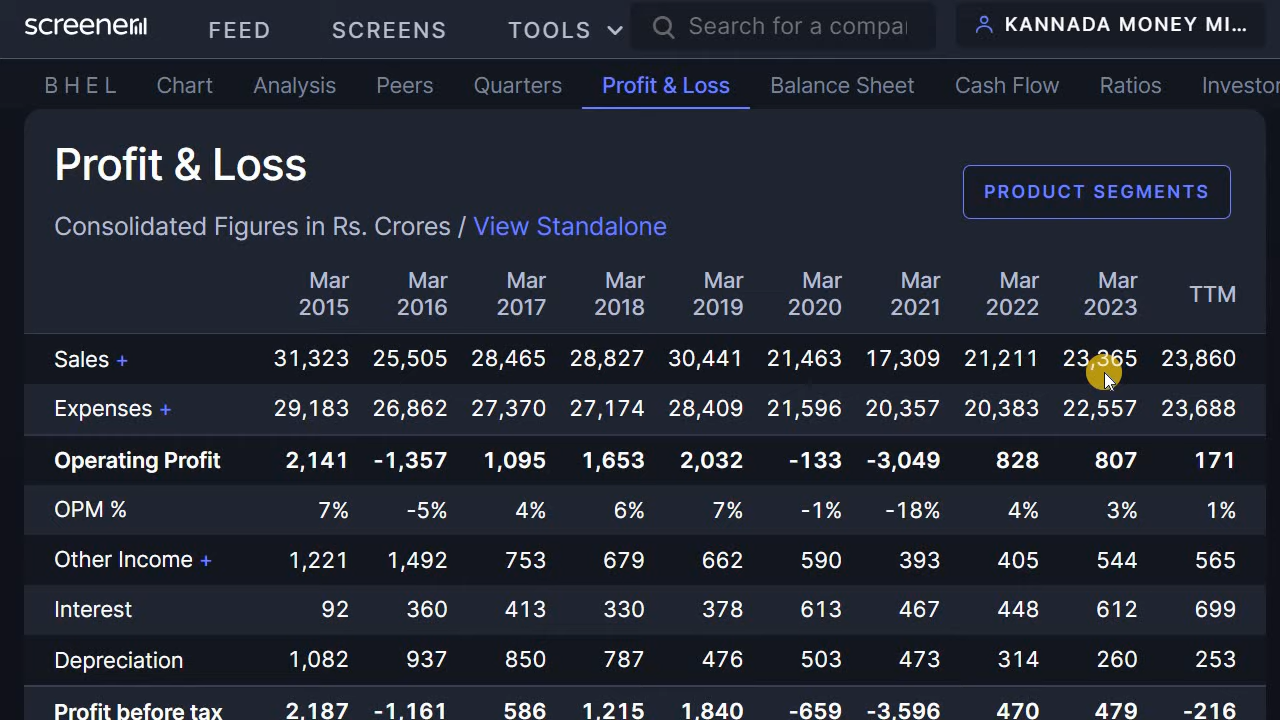 screener FEED SCREENS TOOLS Search for a compa KANNADA MONEY MI...
B H E L Chart Analysis Peers Quarters Profit & Loss Balance Sheet Cash Flow Ratios Investor
Profit & Loss
PRODUCT SEGMENTS
Consolidated Figures in Rs. Crores / View Standalone
Mar 2015 Mar 2016 Mar 2017 Mar 2018 Mar 2019 Mar 2020 Mar 2021 Mar 2022 Mar 2023 TTM
Sales + 31,323 25,505 28,465 28,827 30,441 21,463 17,309 21,211 23,365 23,860
Expenses + 29,183 26,862 27,370 27,174 28,409 21,596 20,357 20,383 22,557 23,688
Operating Profit 2,141 -1,357 1,095 1,653 2,032 -133 -3,049 828 807 171
OPM % 7% -5% 4% 6% 7% -1% -18% 4% 3% 1%
Other Income + 1,221 1,492 753 679 662 590 393 405 544 565
Interest 92 360 413 330 378 613 467 448 612 699
Depreciation 1,082 937 850 787 476 503 473 314 260 253
Profit before tax 2,187 -1,161 586 1,215 1,840 -659 -3,596 470 479 -216